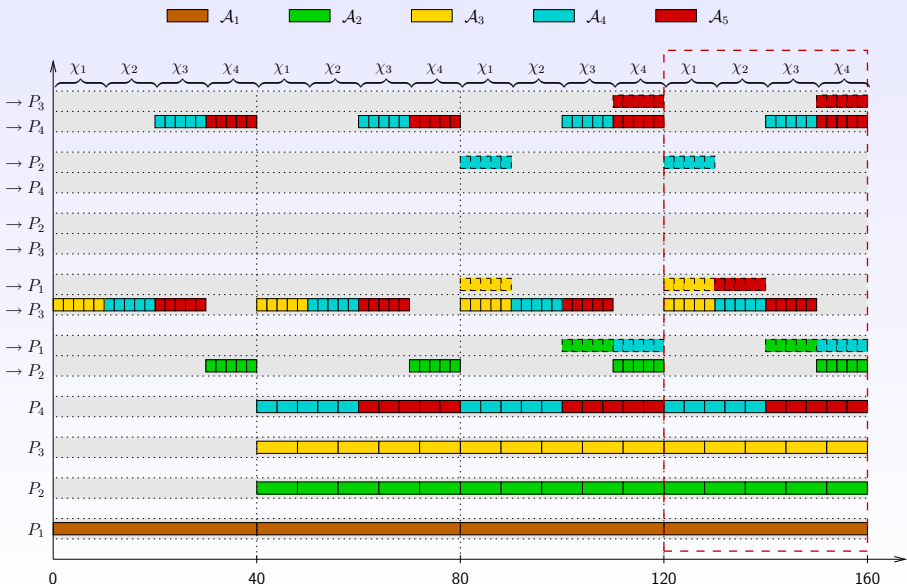 𝒜1 𝒜2 𝒜3 𝒜4 𝒜5
χ1 χ2 χ3 χ4 χ1 χ2 χ3 χ4 χ1 χ2 χ3 χ4 χ1 χ2 χ3 χ4
→ P3
→ P4
→ P2
→ P4
→ P2
→ P3
→ P1
→ P3
→ P1
→ P2
P4
P3
P2
P1
0 40 80 120 160